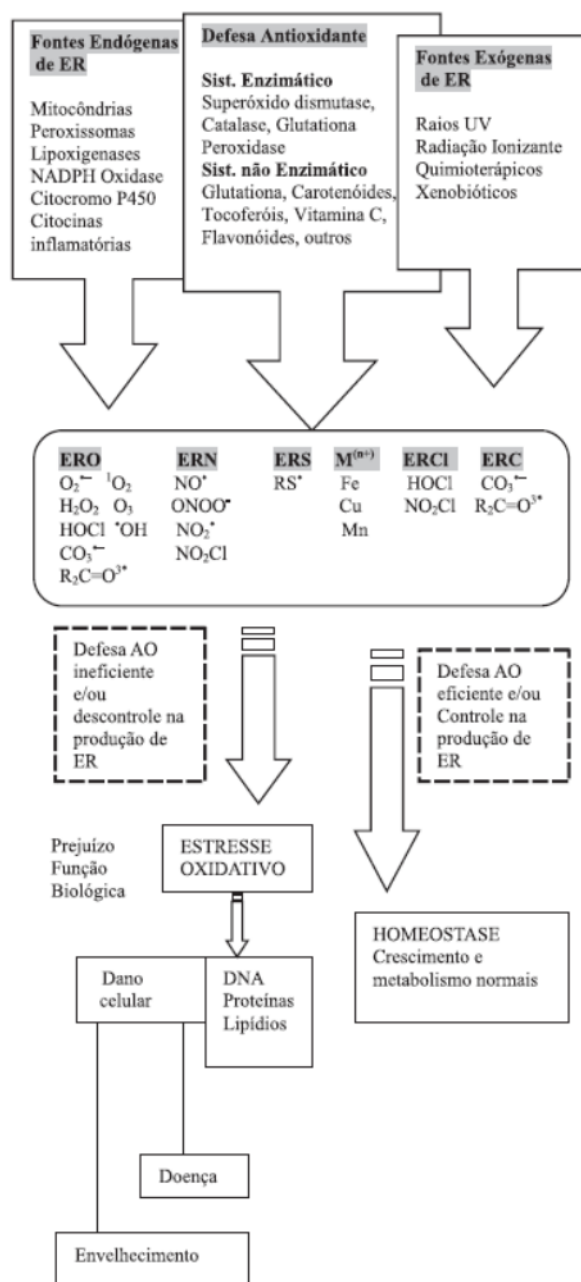 Fontes Endógenas
de ER
Mitocôndrias
Peroxissomas
Lipoxigenases
NADPH Oxidase
Citocromo P450
Citocinas
inflamatórias
Defesa Antioxidante
Sist. Enzimático
Superóxido dismutase,
Catalase, Glutationa
Peroxidase
Sist. não Enzimático
Glutationa, Carotenóides,
Tocoferóis, Vitamina C,
Flavonóides, outros
Fontes Exógenas
de ER
Raios UV
Radiação Ionizante
Quimioterápicos
Xenobióticos
ERO
O₂•⁻ ¹O₂
H₂O₂ O₃
HOCl •OH
CO₃•⁻
R₂C=O³*
ERN
NO•
ONOO⁻
NO₂•
NO₂Cl
ERS
RS•
M⁽ⁿ⁺⁾
Fe
Cu
Mn
ERCl
HOCl
NO₂Cl
ERC
CO₃•⁻
R₂C=O³*
Defesa AO
ineficiente
e/ou
descontrole na
produção de
ER
Defesa AO
eficiente e/ou
Controle na
produção de
ER
Prejuízo
Função
Biológica
ESTRESSE
OXIDATIVO
HOMEOSTASE
Crescimento e
metabolismo normais
Dano
celular
DNA
Proteínas
Lipídios
Doença
Envelhecimento